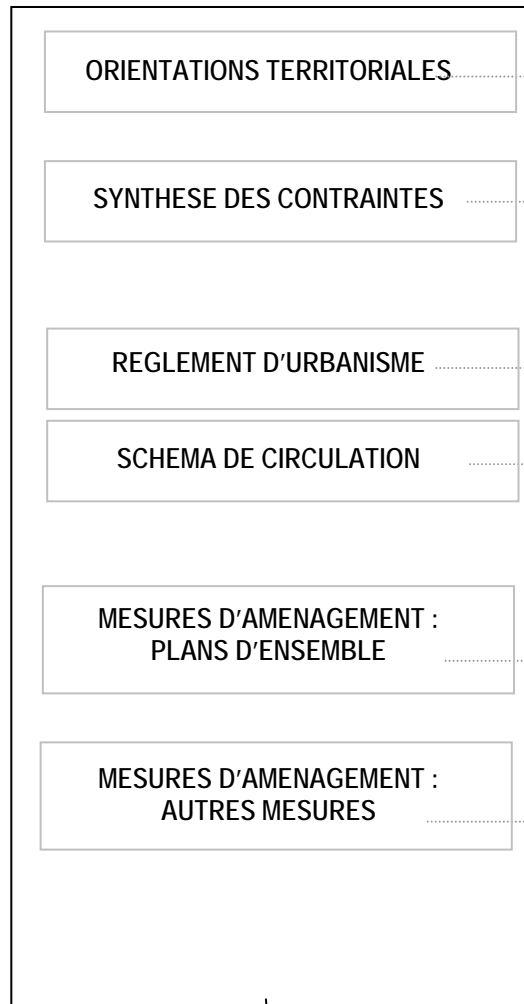 ORIENTATIONS TERRITORIALES
SYNTHESE DES CONTRAINTES
REGLEMENT D'URBANISME
SCHEMA DE CIRCULATION
MESURES D'AMENAGEMENT :
PLANS D'ENSEMBLE
MESURES D'AMENAGEMENT :
AUTRES MESURES